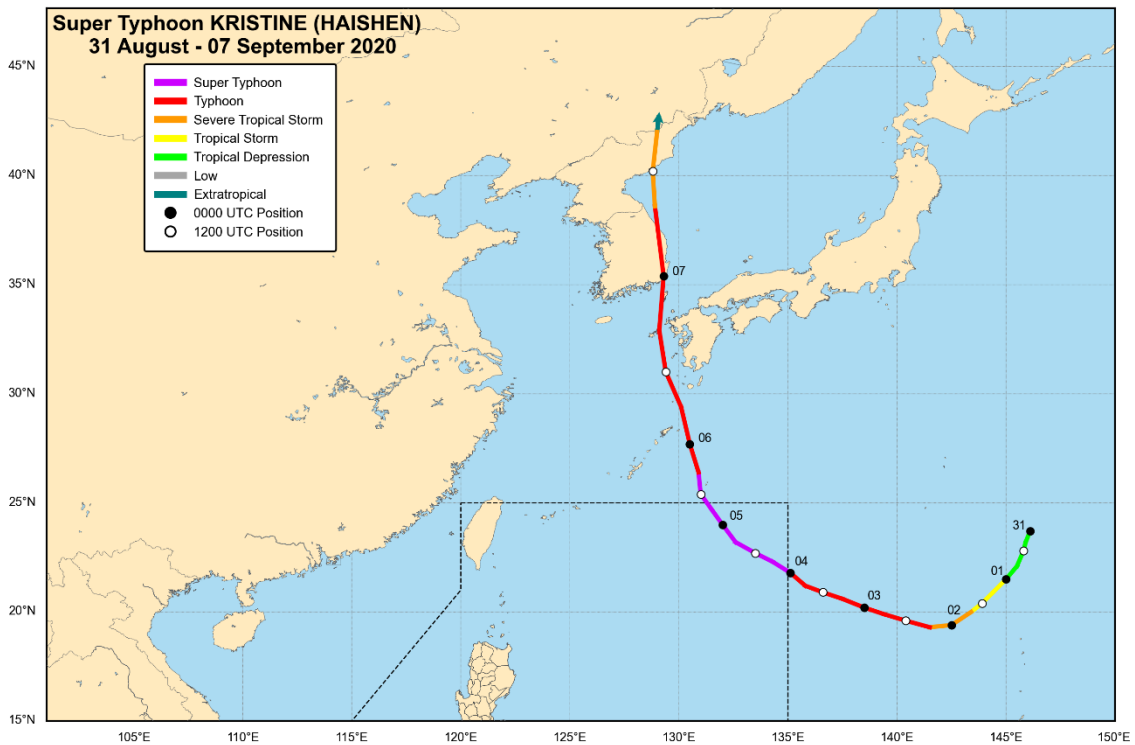 Super Typhoon KRISTINE (HAISHEN)
31 August - 07 September 2020
Super Typhoon
Typhoon
Severe Tropical Storm
Tropical Storm
Tropical Depression
Low
Extratropical
0000 UTC Position
1200 UTC Position
45°N
40°N
35°N
30°N
25°N
20°N
15°N
07
06
05
04
03
02
01
31
105°E
110°E
115°E
120°E
125°E
130°E
135°E
140°E
145°E
150°E